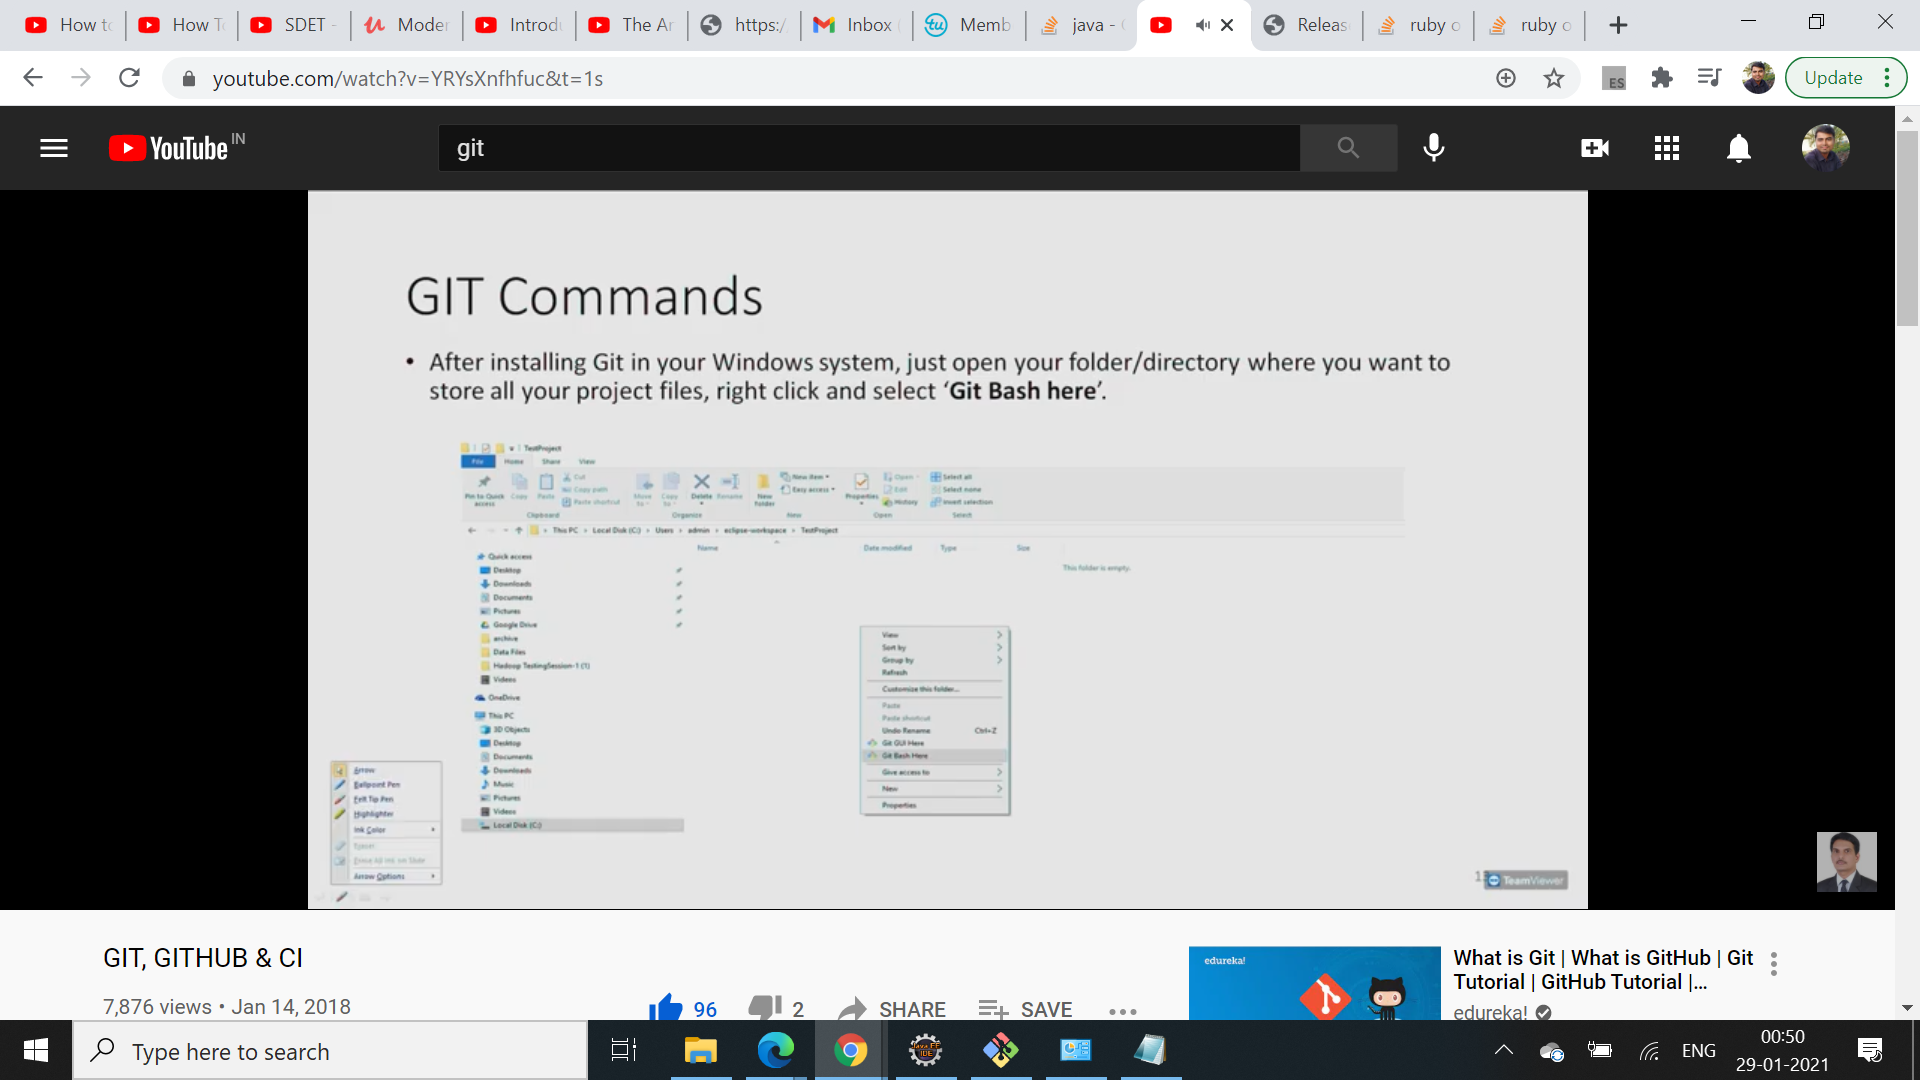 How to
How To
SDET -
Moder
Introdu
The Ar
https:/
Inbox (
Memb
java -
Releas
ruby o
ruby o
youtube.com/watch?v=YRYsXnfhfuc&t=1s
ES
Update
YouTube IN
git
GIT Commands
• After installing Git in your Windows system, just open your folder/directory where you want to
store all your project files, right click and select ‘Git Bash here’.
TestProject
File Home Share View
Pin to Quick access
Copy
Paste
Cut
Copy path
Paste shortcut
Move to
Copy to
Delete
Rename
New folder
New item
Easy access
Properties
Open
Edit
History
Select all
Select none
Invert selection
Clipboard Organize New Open Select
This PC > Local Disk (C:) > Users > admin > eclipse-workspace > TestProject
Name Date modified Type Size
This folder is empty.
Quick access
Desktop
Downloads
Documents
Pictures
Google Drive
archive
Data Files
Hadoop TestingSession-1 (1)
Videos
OneDrive
This PC
3D Objects
Desktop
Documents
Downloads
Music
Pictures
Videos
Local Disk (C:)
View
Sort by
Group by
Refresh
Customize this folder...
Paste
Paste shortcut
Undo Rename Ctrl+Z
Git GUI Here
Git Bash Here
Give access to
New
Properties
Arrow
Ballpoint Pen
Felt Tip Pen
Highlighter
Ink Color
Eraser
Erase All Ink on Slide
Arrow Options
TeamViewer
GIT, GITHUB & CI
7,876 views • Jan 14, 2018
96
2
SHARE
SAVE
edureka!
What is Git | What is GitHub | Git
Tutorial | GitHub Tutorial |...
edureka!
Type here to search
Java EE
IDE
ENG
00:50
29-01-2021